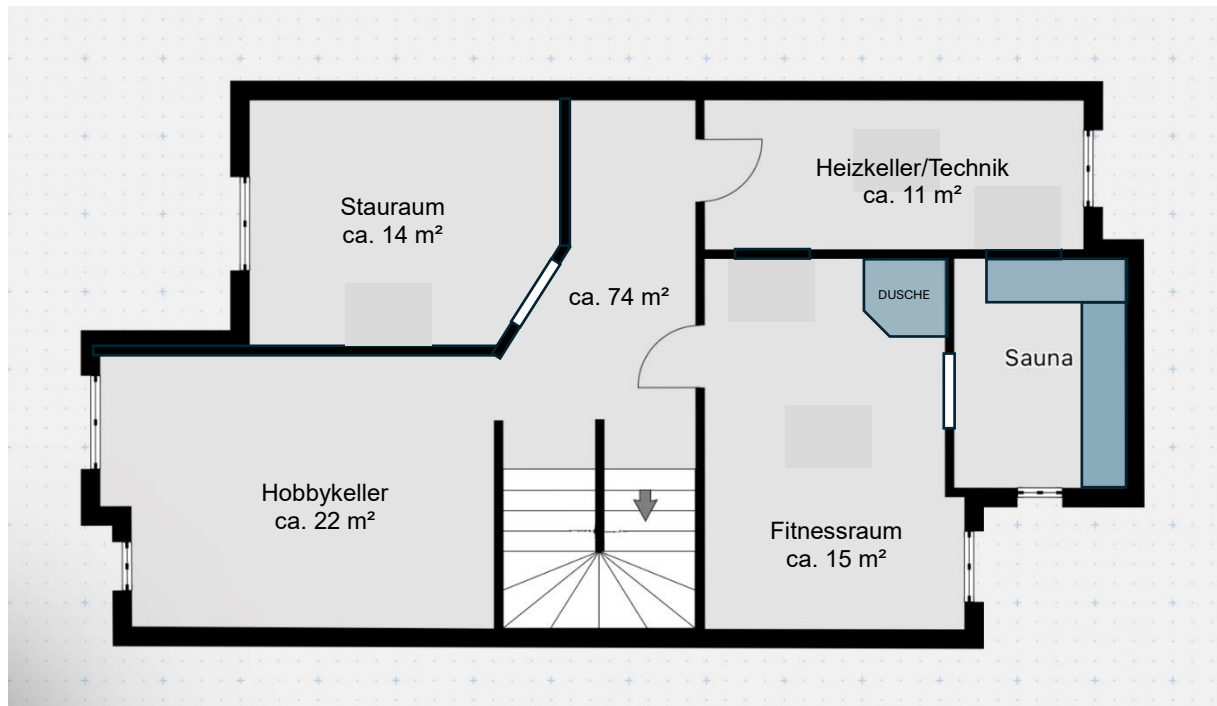 Stauraum
ca. 14 m²
Heizkeller/Technik
ca. 11 m²
ca. 74 m²
DUSCHE
Sauna
Hobbykeller
ca. 22 m²
Fitnessraum
ca. 15 m²